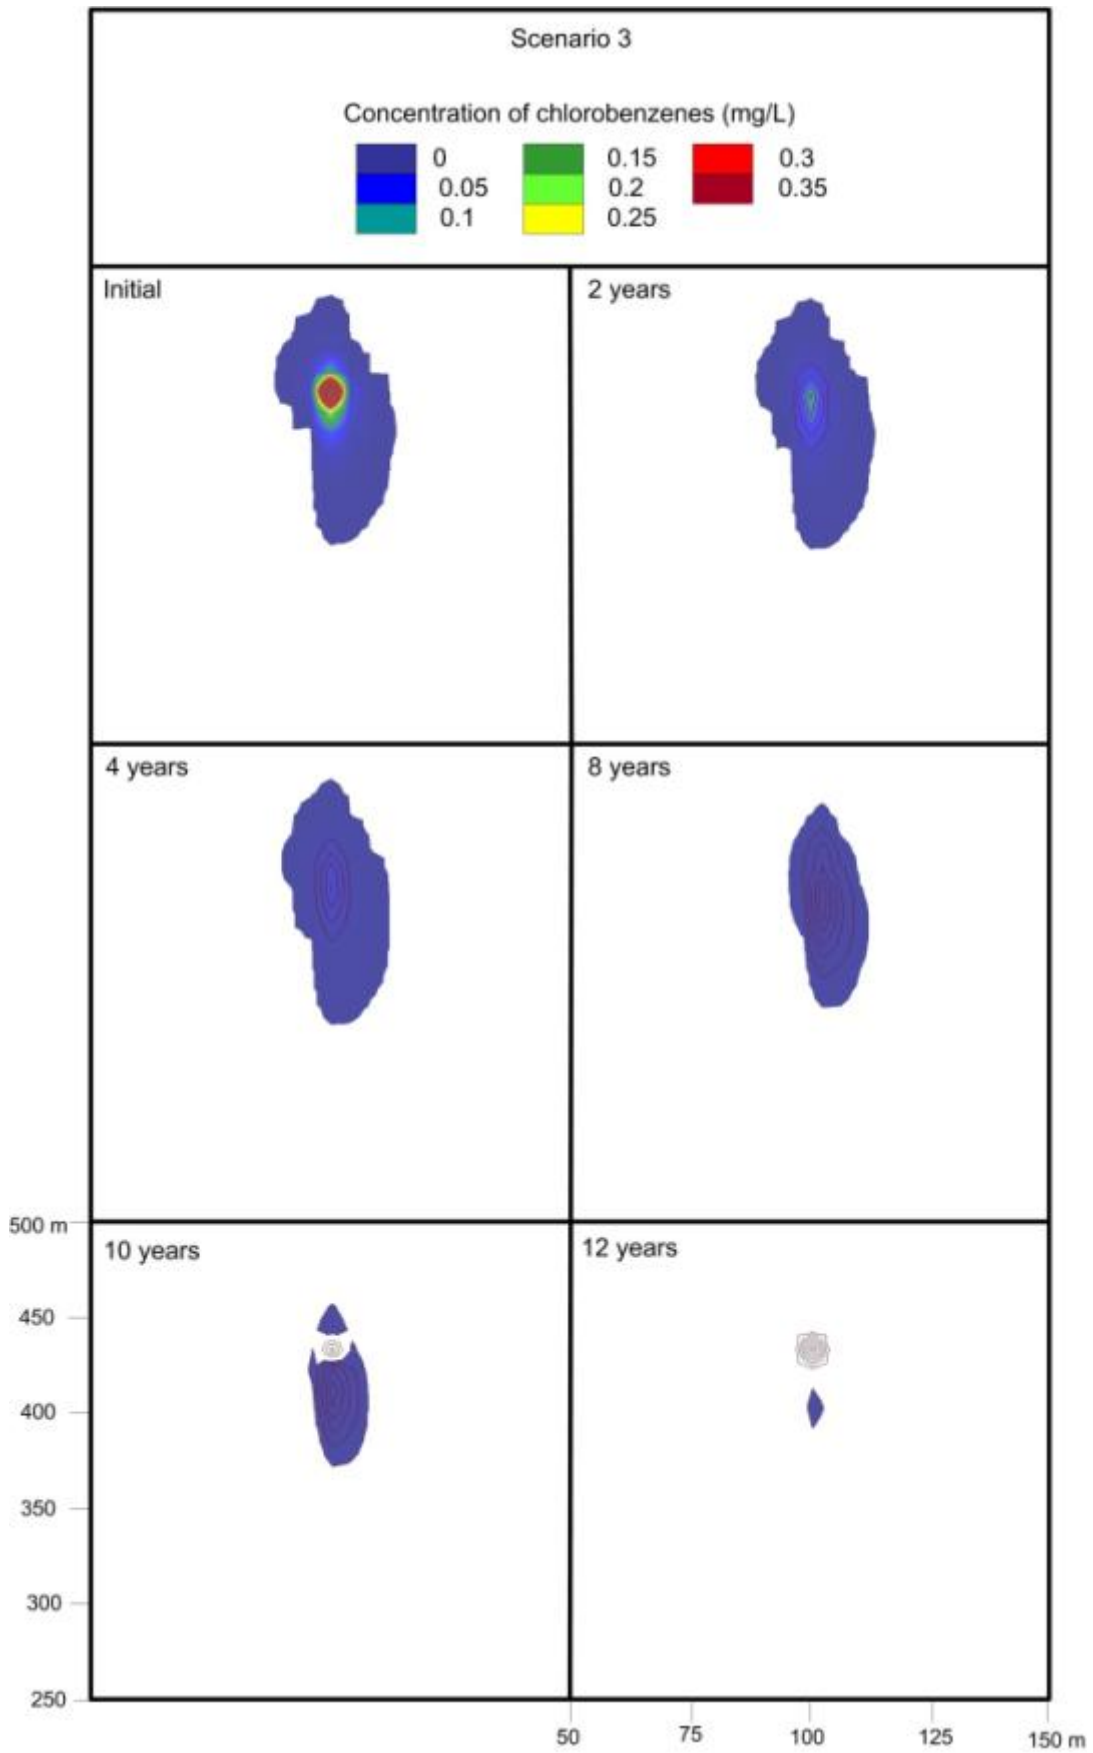 Scenario 3
Concentration of chlorobenzenes (mg/L)
0 0.15 0.3
0.05 0.2 0.35
0.1 0.25
Initial 2 years
4 years 8 years
500 m
10 years 12 years
450
400
350
300
250
50 75 100 125 150 m